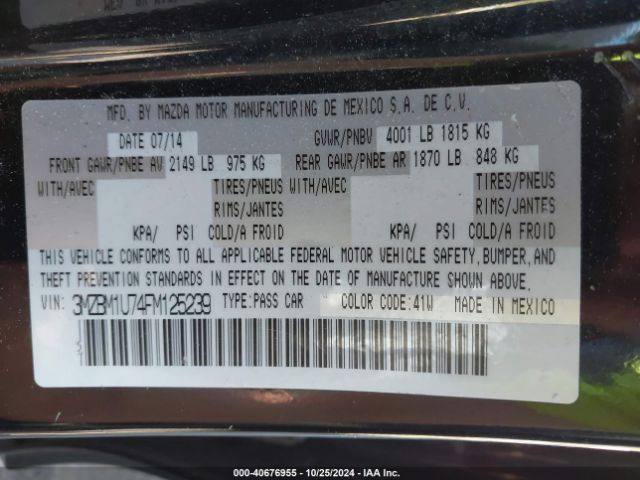 MFD. BY MAZDA MOTOR MANUFACTURING DE MEXICO S.A. DE C.V.
DATE 07/14 GVWR/PNBV 4001 LB 1815 KG
FRONT GAWR/PNBE AV 2149 LB 975 KG REAR GAWR/PNBE AR 1870 LB 848 KG
WITH/AVEC TIRES/PNEUS WITH/AVEC TIRES/PNEUS
RIMS/JANTES RIMS/JANTES
KPA/ PSI COLD/A FROID KPA/ PSI COLD/A FROID
THIS VEHICLE CONFORMS TO ALL APPLICABLE FEDERAL MOTOR VEHICLE SAFETY, BUMPER, AND
THEFT PREVENTION STANDARDS IN EFFECT ON THE DATE OF MANUFACTURE SHOWN ABOVE.
VIN: 3MZBM1U74FM125239 TYPE: PASS CAR COLOR CODE: 41W MADE IN MEXICO
000-40676955 | 10/25/2024 | IAA Inc.